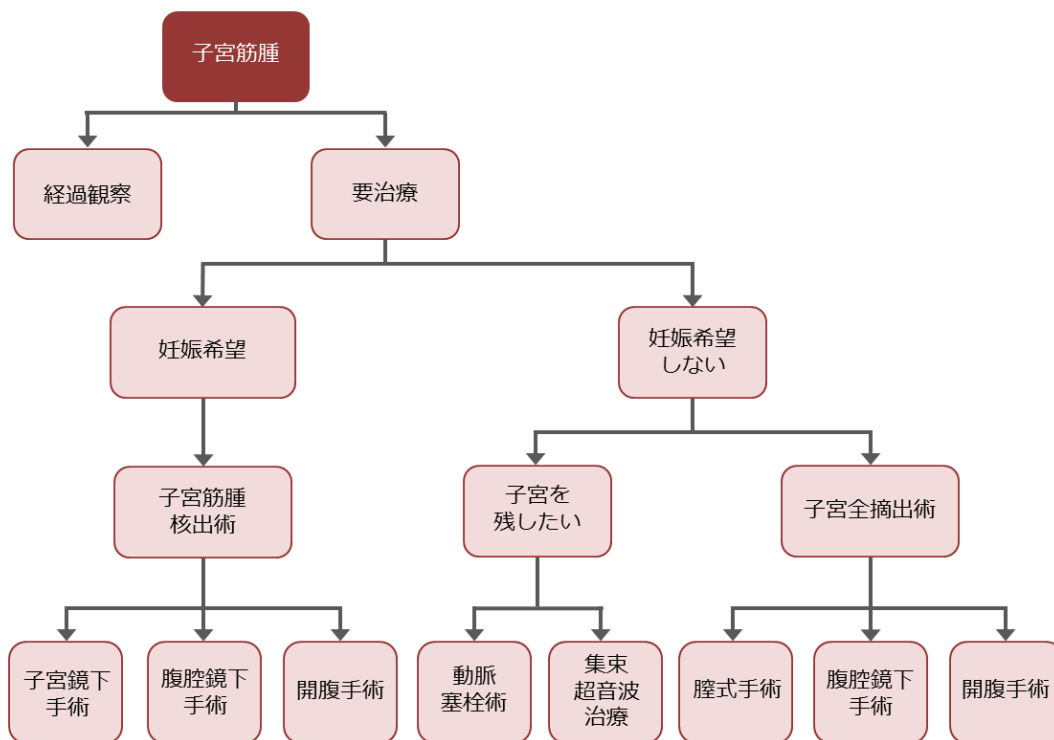 子宮筋腫
経過観察
要治療
妊娠希望
妊娠希望
しない
子宮筋腫
核出術
子宮を
残したい
子宮全摘出術
子宮鏡下
手術
腹腔鏡下
手術
開腹手術
動脈
塞栓術
集束
超音波
治療
膣式手術
腹腔鏡下
手術
開腹手術